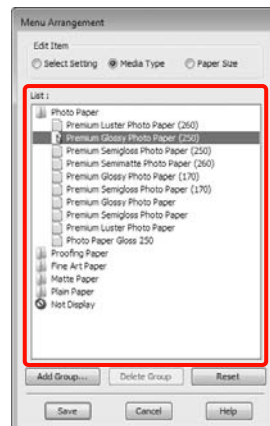 Menu Arrangement
Edit Item
Select Setting Media Type Paper Size
List :
Photo Paper
Premium Luster Photo Paper (260)
Premium Glossy Photo Paper (250)
Premium Semigloss Photo Paper (250)
Premium Semimatte Photo Paper (260)
Premium Glossy Photo Paper (170)
Premium Semigloss Photo Paper (170)
Premium Glossy Photo Paper
Premium Semigloss Photo Paper
Premium Luster Photo Paper
Photo Paper Gloss 250
Proofing Paper
Fine Art Paper
Matte Paper
Plain Paper
Not Display
Add Group... Delete Group Reset
Save Cancel Help